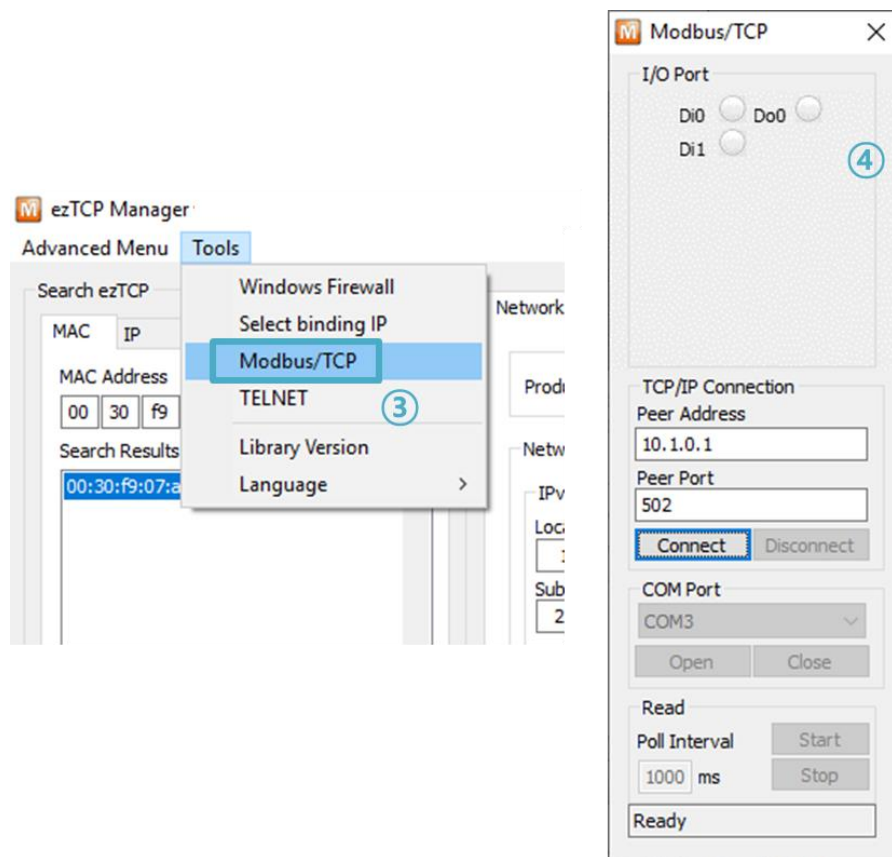 ezTCP Manager
Advanced Menu Tools
Search ezTCP
MAC IP
MAC Address
00 30 f9
Search Results
00:30:f9:07:a
Windows Firewall
Select binding IP
Modbus/TCP
TELNET
③
Library Version
Language >
Network
Produ
Netw
IPv
Loca
Sub
2
Modbus/TCP
I/O Port
Di0 Do0
Di1
④
TCP/IP Connection
Peer Address
10.1.0.1
Peer Port
502
Connect Disconnect
COM Port
COM3
Open Close
Read
Poll Interval Start
1000 ms Stop
Ready